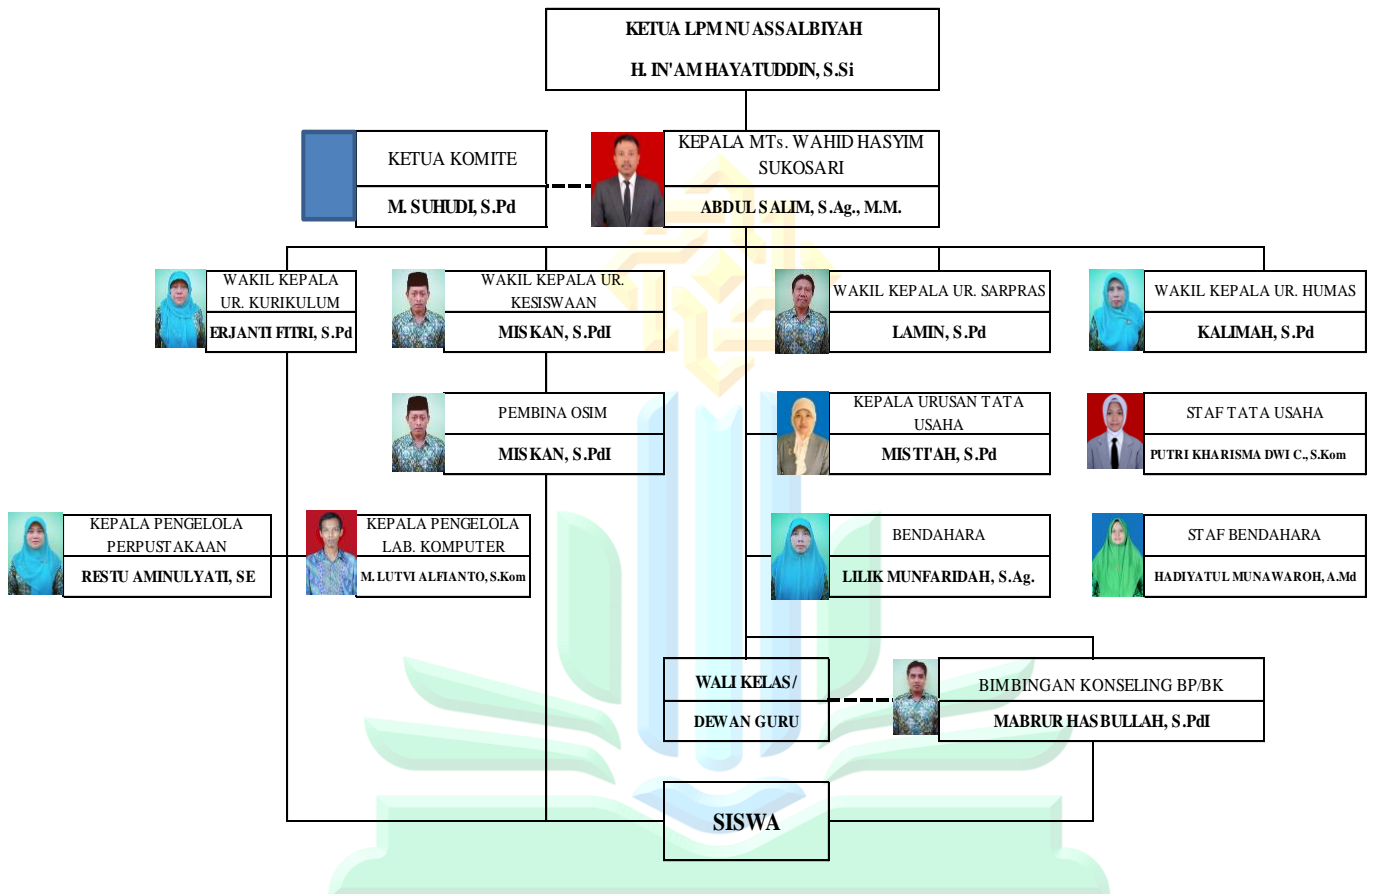 KETUA LPM NU ASSALBIYAH
H. IN'AM HAYATUDDIN, S.Si
KETUA KOMITE
M. SUHUDI, S.Pd
KEPALA MTs. WAHID HASYIM
SUKOSARI
ABDUL SALIM, S.Ag., M.M.
WAKIL KEPALA
UR. KURIKULUM
ERJANTI FITRI, S.Pd
WAKIL KEPALA UR.
KESISWAAN
MISKAN, S.PdI
WAKIL KEPALA UR. SARPRAS
LAMIN, S.Pd
WAKIL KEPALA UR. HUMAS
KALIMAH, S.Pd
PEMBINA OSIM
MISKAN, S.PdI
KEPALA URUSAN TATA
USAHA
MISTI'AH, S.Pd
STAF TATA USAHA
PUTRI KHARISMA DWI C., S.Kom
KEPALA PENGELOLA
PERPUSTAKAAN
RESTU AMINULYATI, SE
KEPALA PENGELOLA
LAB. KOMPUTER
M. LUTVI ALFIANTO, S.Kom
BENDAHARA
LILIK MUNFARIDAH, S.Ag.
STAF BENDAHARA
HADIYATUL MUNAWAROH, A.Md
WALI KELAS/
DEWAN GURU
BIMBINGAN KONSELING BP/BK
MABRUR HASBULLAH, S.PdI
SISWA